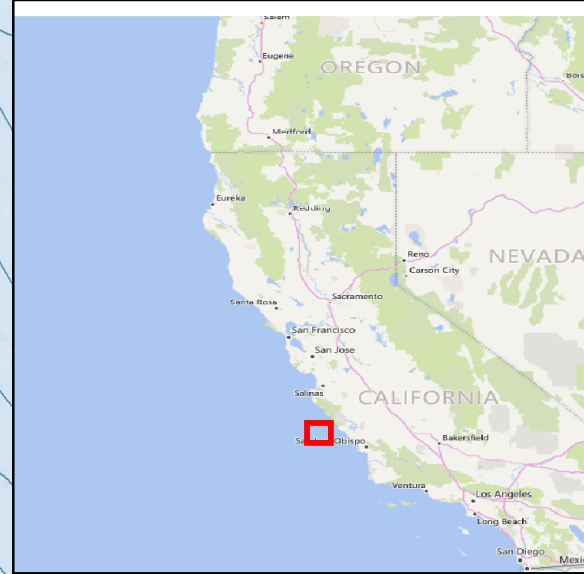 Salem
Eugene
OREGON
Bois
Medford
Eureka
Redding
Reno
NEVADA
Carson City
Sacramento
Santa Rosa
San Francisco
San Jose
Salinas
CALIFORNIA
Obispo
Bakersfield
Ventura
Los Angeles
Long Beach
San Diego
Mexi